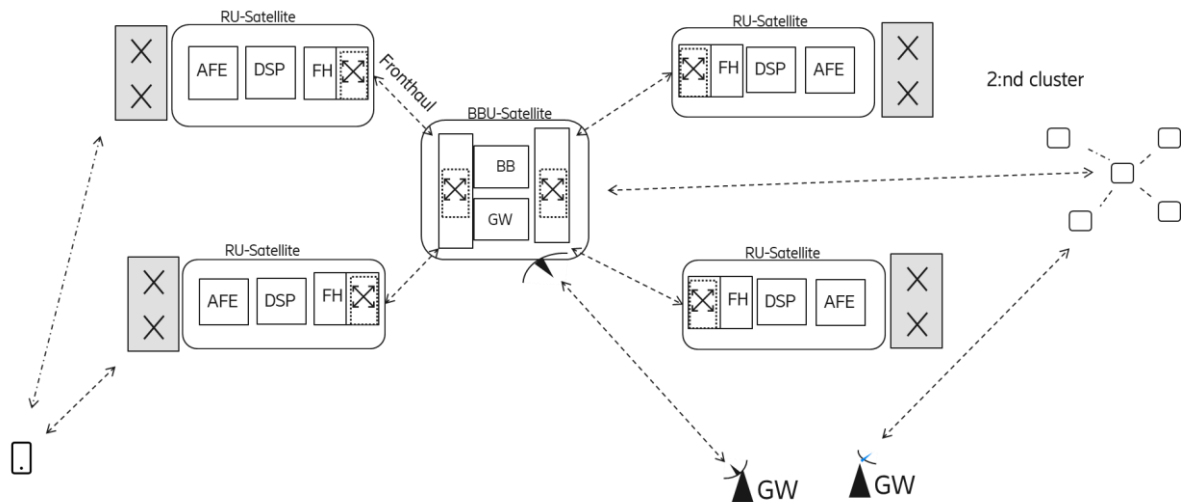 RU-Satellite
AFE DSP FH
Fronthaul
RU-Satellite
FH DSP AFE
2:nd cluster
BBU-Satellite
BB
GW
RU-Satellite
AFE DSP FH
RU-Satellite
FH DSP AFE
GW
GW